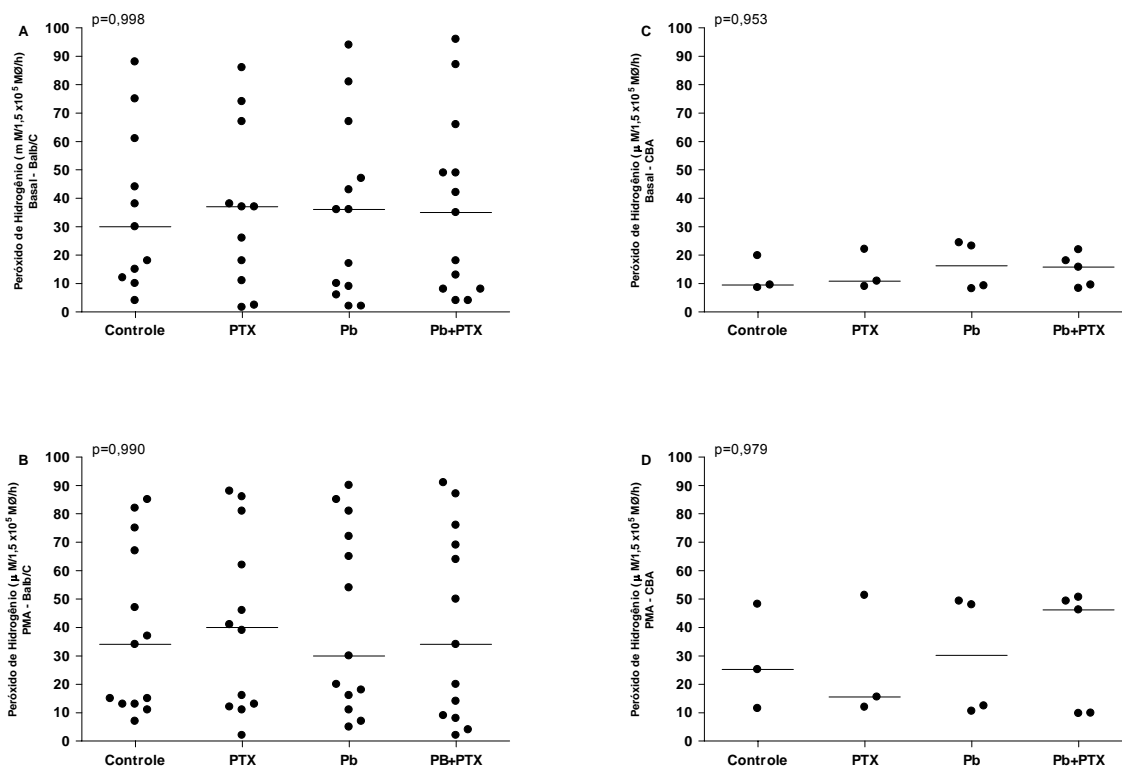 A
p=0,998
Peróxido de Hidrogênio ( m M/1,5 x10⁵ MØ/h)
Basal - Balb/C
100
90
80
70
60
50
40
30
20
10
0
Controle PTX Pb Pb+PTX
C
p=0,953
Peróxido de Hidrogênio (μ M/1,5 x10⁵ MØ/h)
Basal - CBA
100
90
80
70
60
50
40
30
20
10
0
Controle PTX Pb Pb+PTX
B
p=0,990
Peróxido de Hidrogênio (μ M/1,5 x10⁵ MØ/h)
PMA - Balb/C
100
90
80
70
60
50
40
30
20
10
0
Controle PTX Pb PB+PTX
D
p=0,979
Peróxido de Hidrogênio (μ M/1,5 x10⁵ MØ/h)
PMA - CBA
100
90
80
70
60
50
40
30
20
10
0
Controle PTX Pb Pb+PTX